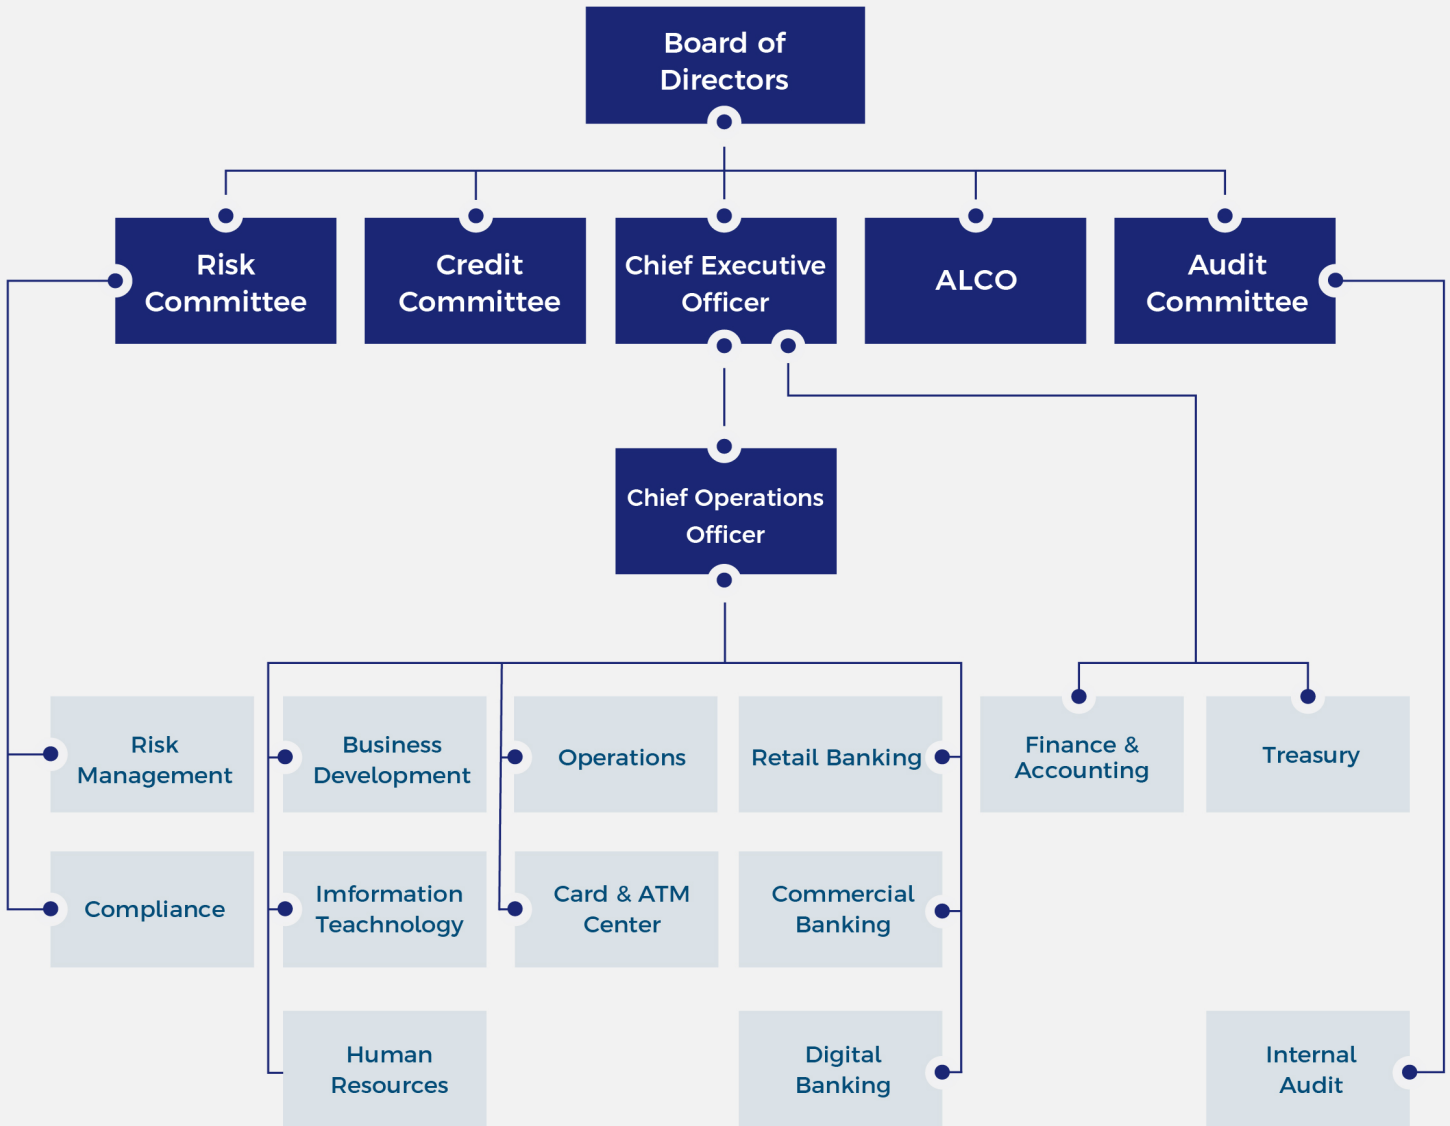 Board of
Directors
Risk
Committee
Credit
Committee
Chief Executive
Officer
ALCO
Audit
Committee
Chief Operations
Officer
Risk
Management
Business
Development
Operations
Retail Banking
Finance &
Accounting
Treasury
Compliance
Imformation
Teachnology
Card & ATM
Center
Commercial
Banking
Human
Resources
Digital
Banking
Internal
Audit